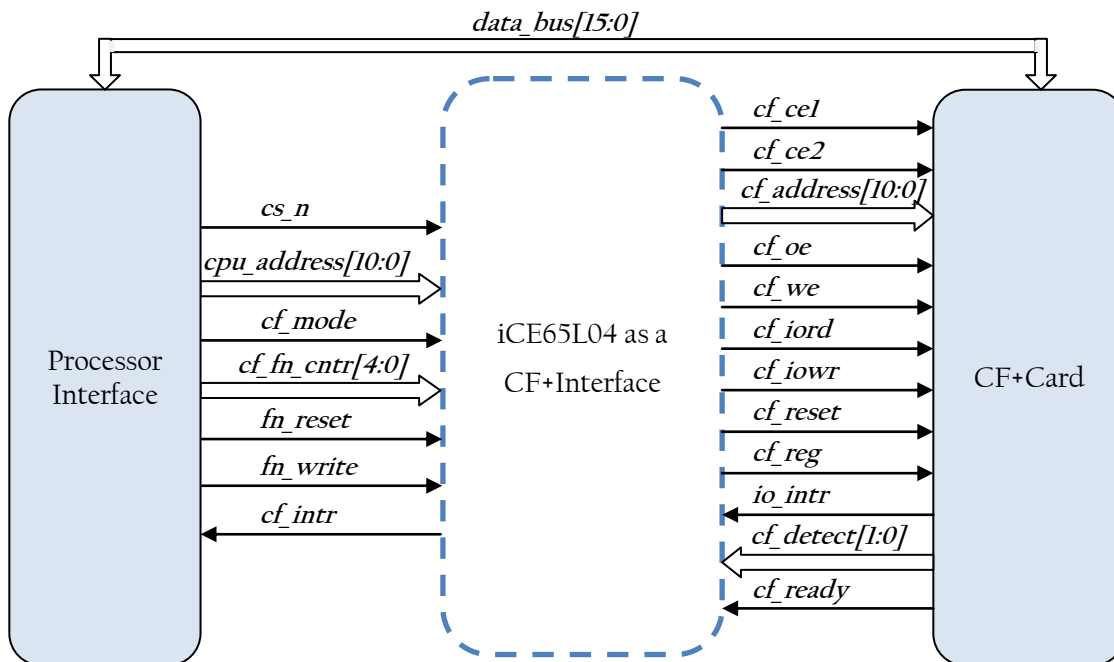 data_bus[15:0]
Processor
Interface
cs_n
cpu_address[10:0]
cf_mode
cf_fn_cntr[4:0]
fn_reset
fn_write
cf_intr
iCE65L04 as a
CF+Interface
cf_ce1
cf_ce2
cf_address[10:0]
cf_oe
cf_we
cf_iord
cf_iowr
cf_reset
cf_reg
io_intr
cf_detect[1:0]
cf_ready
CF+Card